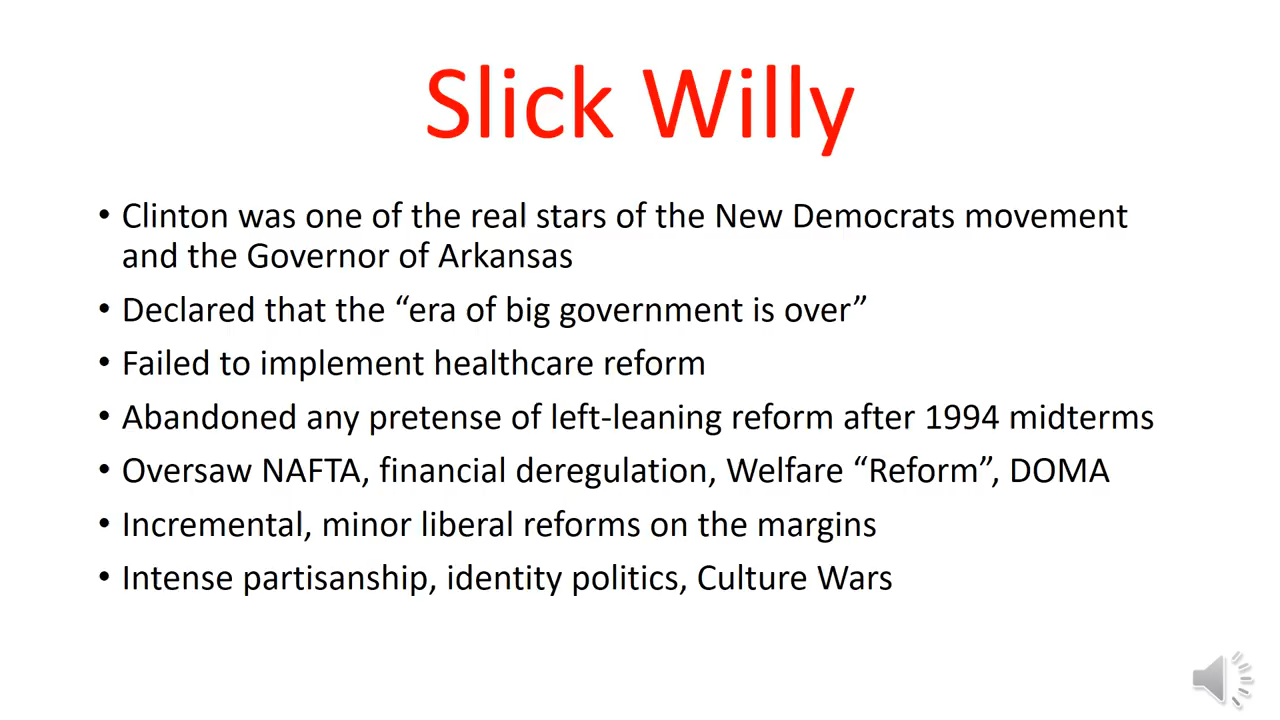 Slick Willy
• Clinton was one of the real stars of the New Democrats movement
and the Governor of Arkansas
• Declared that the “era of big government is over”
• Failed to implement healthcare reform
• Abandoned any pretense of left-leaning reform after 1994 midterms
• Oversaw NAFTA, financial deregulation, Welfare “Reform”, DOMA
• Incremental, minor liberal reforms on the margins
• Intense partisanship, identity politics, Culture Wars